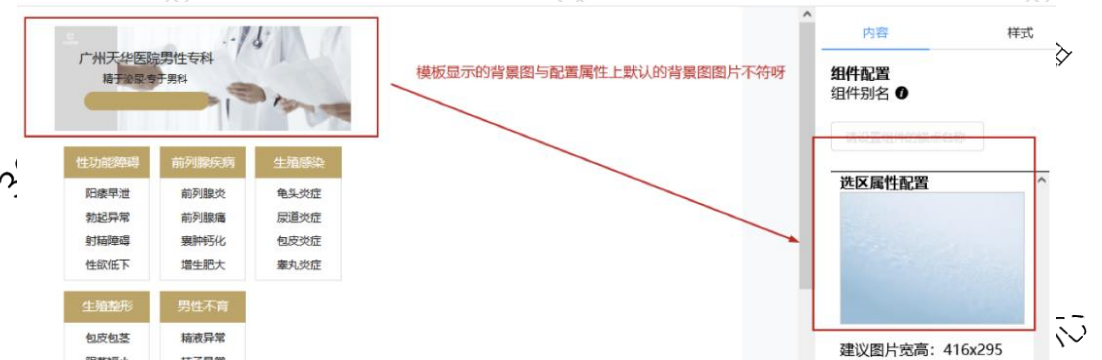 广州天华医院男性专科
精于泌尿·专于男科
模板显示的背景图与配置属性上默认的背景图图片不符呀
内容 样式
组件配置
组件别名
选区属性配置
建议图片宽高：416x295
性功能障碍 前列腺疾病 生殖感染
阳痿早泄 前列腺炎 龟头炎症
勃起异常 前列腺痛 尿道炎症
射精障碍 囊肿钙化 包皮炎症
性欲低下 增生肥大 睾丸炎症
生殖整形 男性不育
包皮包茎 精液异常